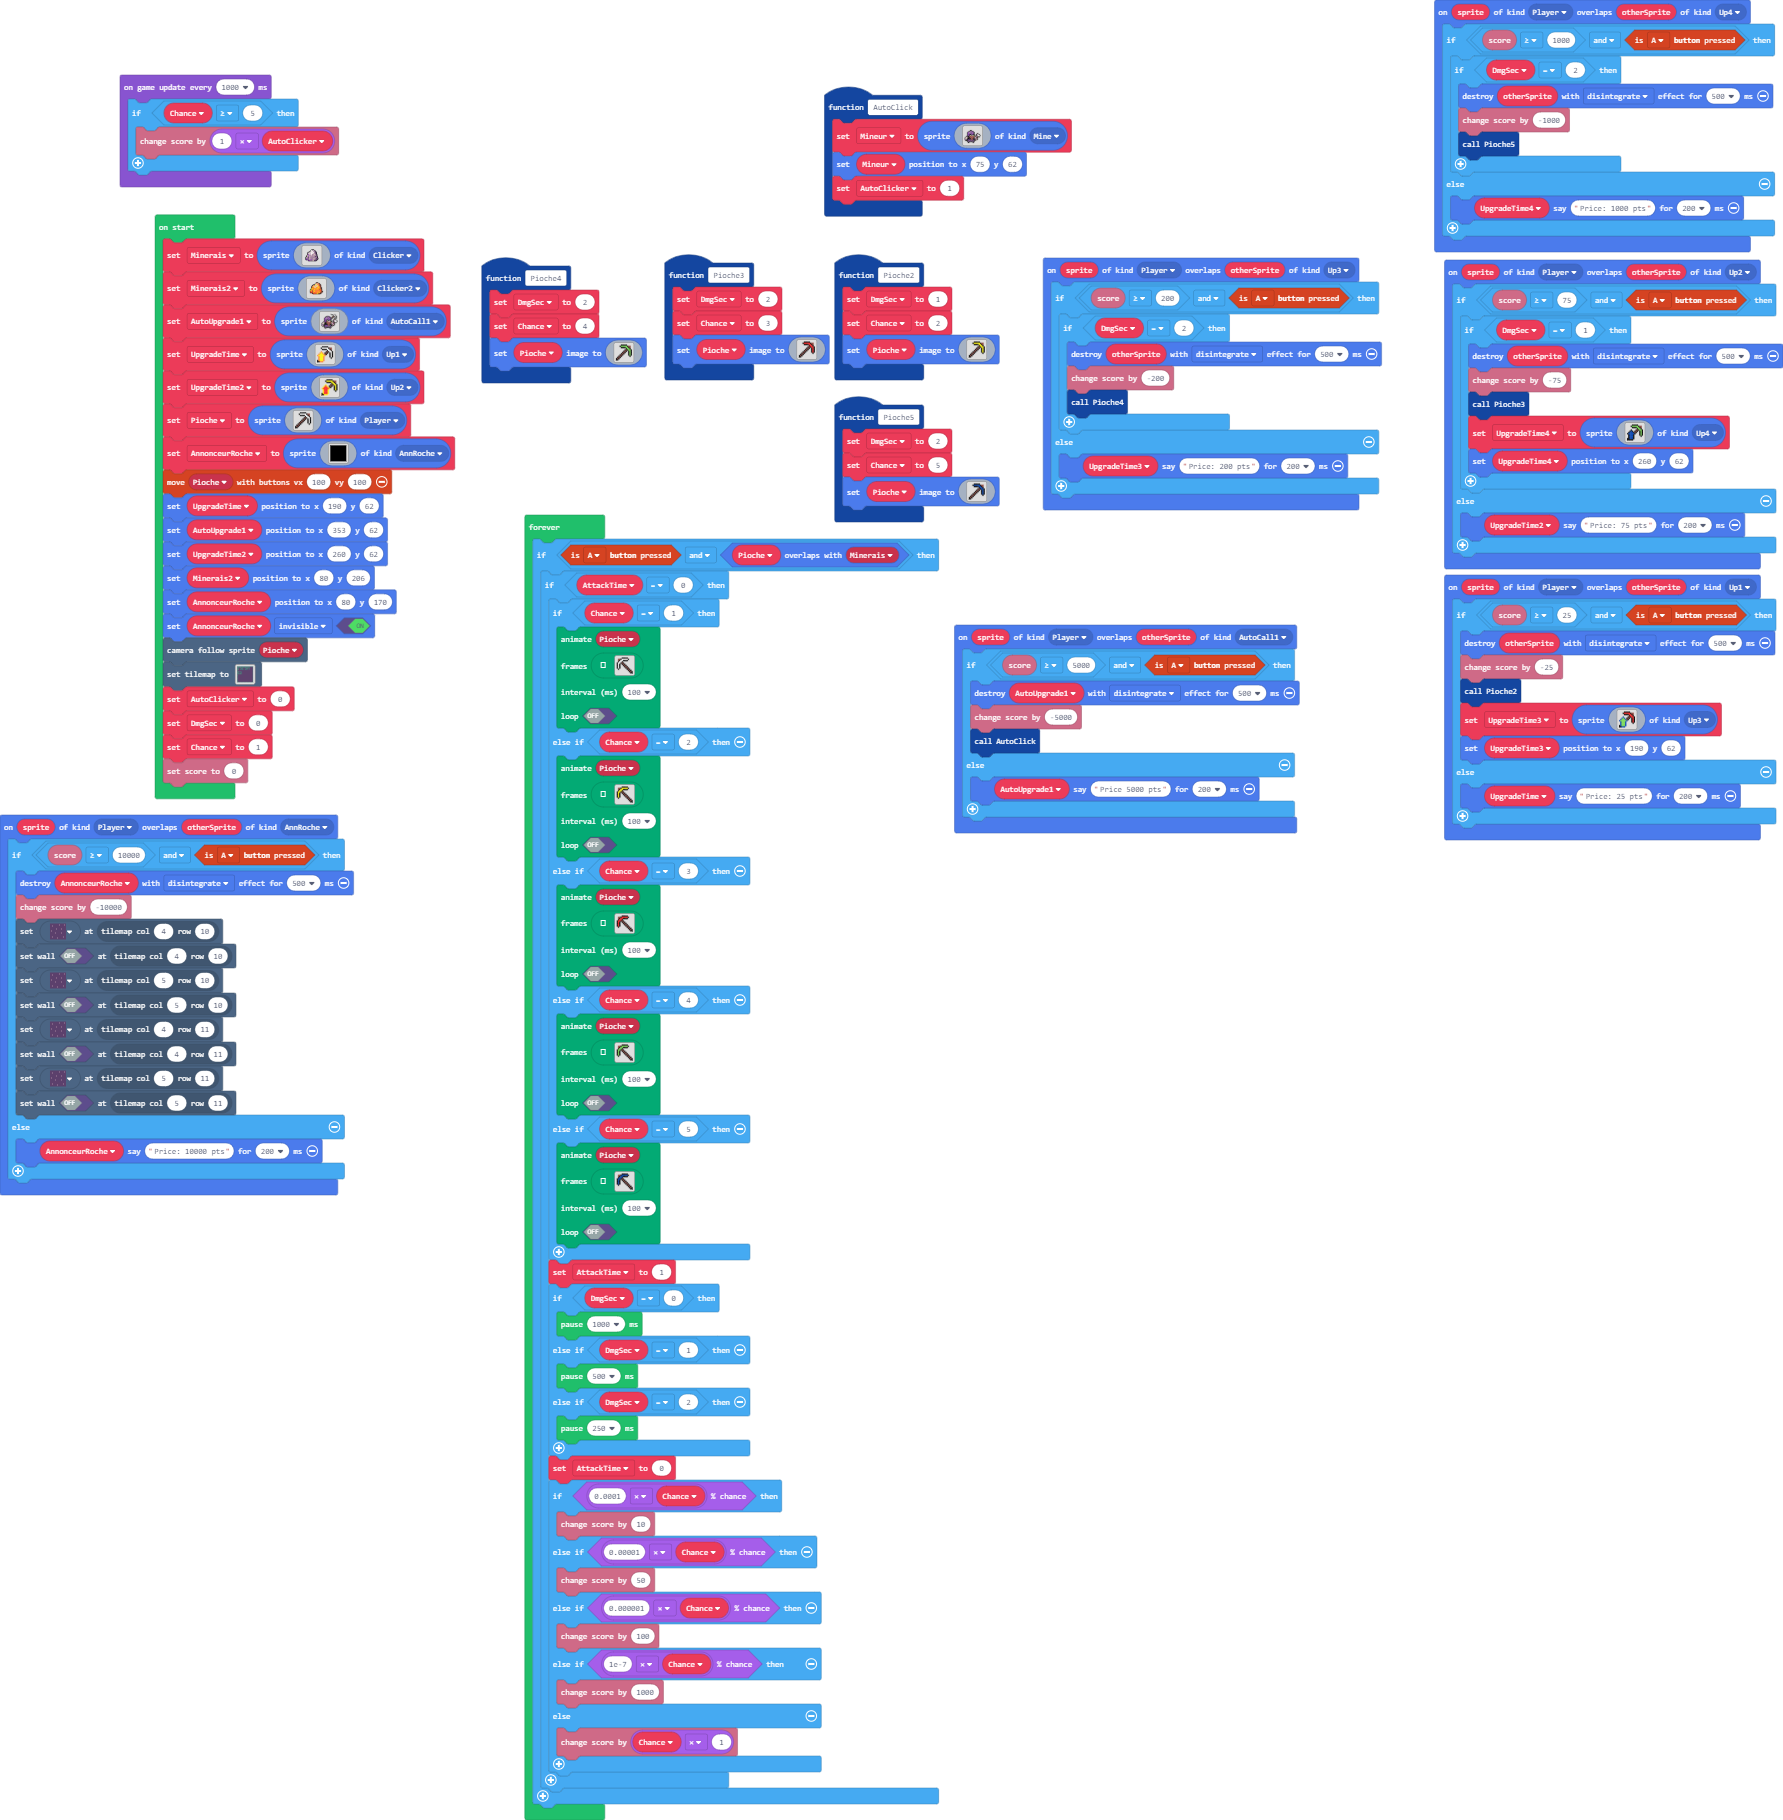 on game update every 1000 ms
if Chance ≥ 5 then
change score by 1 × AutoClicker
on start
set Minerais to sprite of kind Clicker
set Minerais2 to sprite of kind Clicker2
set AutoUpgrade1 to sprite of kind AutoCall1
set UpgradeTime to sprite of kind Up1
set UpgradeTime2 to sprite of kind Up2
set Pioche to sprite of kind Player
set AnnonceurRoche to sprite of kind AnnRoche
move Pioche with buttons vx 100 vy 100
set UpgradeTime position to x 190 y 62
set AutoUpgrade1 position to x 353 y 62
set UpgradeTime2 position to x 260 y 62
set Minerais2 position to x 80 y 206
set AnnonceurRoche position to x 80 y 170
set AnnonceurRoche invisible ON
camera follow sprite Pioche
set tilemap to
set AutoClicker to 0
set DmgSec to 0
set Chance to 1
set score to 0
on sprite of kind Player overlaps otherSprite of kind AnnRoche
if score ≥ 10000 and is A button pressed then
destroy AnnonceurRoche with disintegrate effect for 500 ms
change score by -10000
set at tilemap col 4 row 10
set wall OFF at tilemap col 4 row 10
set at tilemap col 5 row 10
set wall OFF at tilemap col 5 row 10
set at tilemap col 4 row 11
set wall OFF at tilemap col 4 row 11
set at tilemap col 5 row 11
set wall OFF at tilemap col 5 row 11
else
AnnonceurRoche say "Price: 10000 pts" for 200 ms
function Pioche4
set DmgSec to 2
set Chance to 4
set Pioche image to
function Pioche3
set DmgSec to 2
set Chance to 3
set Pioche image to
function AutoClick
set Mineur to sprite of kind Mine
set Mineur position to x 75 y 62
set AutoClicker to 1
function Pioche2
set DmgSec to 1
set Chance to 2
set Pioche image to
function Pioche5
set DmgSec to 2
set Chance to 5
set Pioche image to
forever
if is A button pressed and Pioche overlaps with Minerais then
if AttackTime = 0 then
if Chance = 1 then
animate Pioche
frames
interval (ms) 100
loop OFF
else if Chance = 2 then
animate Pioche
frames
interval (ms) 100
loop OFF
else if Chance = 3 then
animate Pioche
frames
interval (ms) 100
loop OFF
else if Chance = 4 then
animate Pioche
frames
interval (ms) 100
loop OFF
else if Chance = 5 then
animate Pioche
frames
interval (ms) 100
loop OFF
set AttackTime to 1
if DmgSec = 0 then
pause 1000 ms
else if DmgSec = 1 then
pause 500 ms
else if DmgSec = 2 then
pause 250 ms
set AttackTime to 0
if 0.0001 × Chance % chance then
change score by 10
else if 0.00001 × Chance % chance then
change score by 50
else if 0.000001 × Chance % chance then
change score by 100
else if 1e-7 × Chance % chance then
change score by 1000
else
change score by Chance × 1
on sprite of kind Player overlaps otherSprite of kind Up3
if score ≥ 200 and is A button pressed then
if DmgSec = 2 then
destroy otherSprite with disintegrate effect for 500 ms
change score by -200
call Pioche4
else
UpgradeTime3 say "Price: 200 pts" for 200 ms
on sprite of kind Player overlaps otherSprite of kind AutoCall1
if score ≥ 5000 and is A button pressed then
destroy AutoUpgrade1 with disintegrate effect for 500 ms
change score by -5000
call AutoClick
else
AutoUpgrade1 say "Price 5000 pts" for 200 ms
on sprite of kind Player overlaps otherSprite of kind Up4
if score ≥ 1000 and is A button pressed then
if DmgSec = 2 then
destroy otherSprite with disintegrate effect for 500 ms
change score by -1000
call Pioche5
else
UpgradeTime4 say "Price: 1000 pts" for 200 ms
on sprite of kind Player overlaps otherSprite of kind Up2
if score ≥ 75 and is A button pressed then
if DmgSec = 1 then
destroy otherSprite with disintegrate effect for 500 ms
change score by -75
call Pioche3
set UpgradeTime4 to sprite of kind Up4
set UpgradeTime4 position to x 260 y 62
else
UpgradeTime2 say "Price: 75 pts" for 200 ms
on sprite of kind Player overlaps otherSprite of kind Up1
if score ≥ 25 and is A button pressed then
destroy otherSprite with disintegrate effect for 500 ms
change score by -25
call Pioche2
set UpgradeTime3 to sprite of kind Up3
set UpgradeTime3 position to x 190 y 62
else
UpgradeTime say "Price: 25 pts" for 200 ms